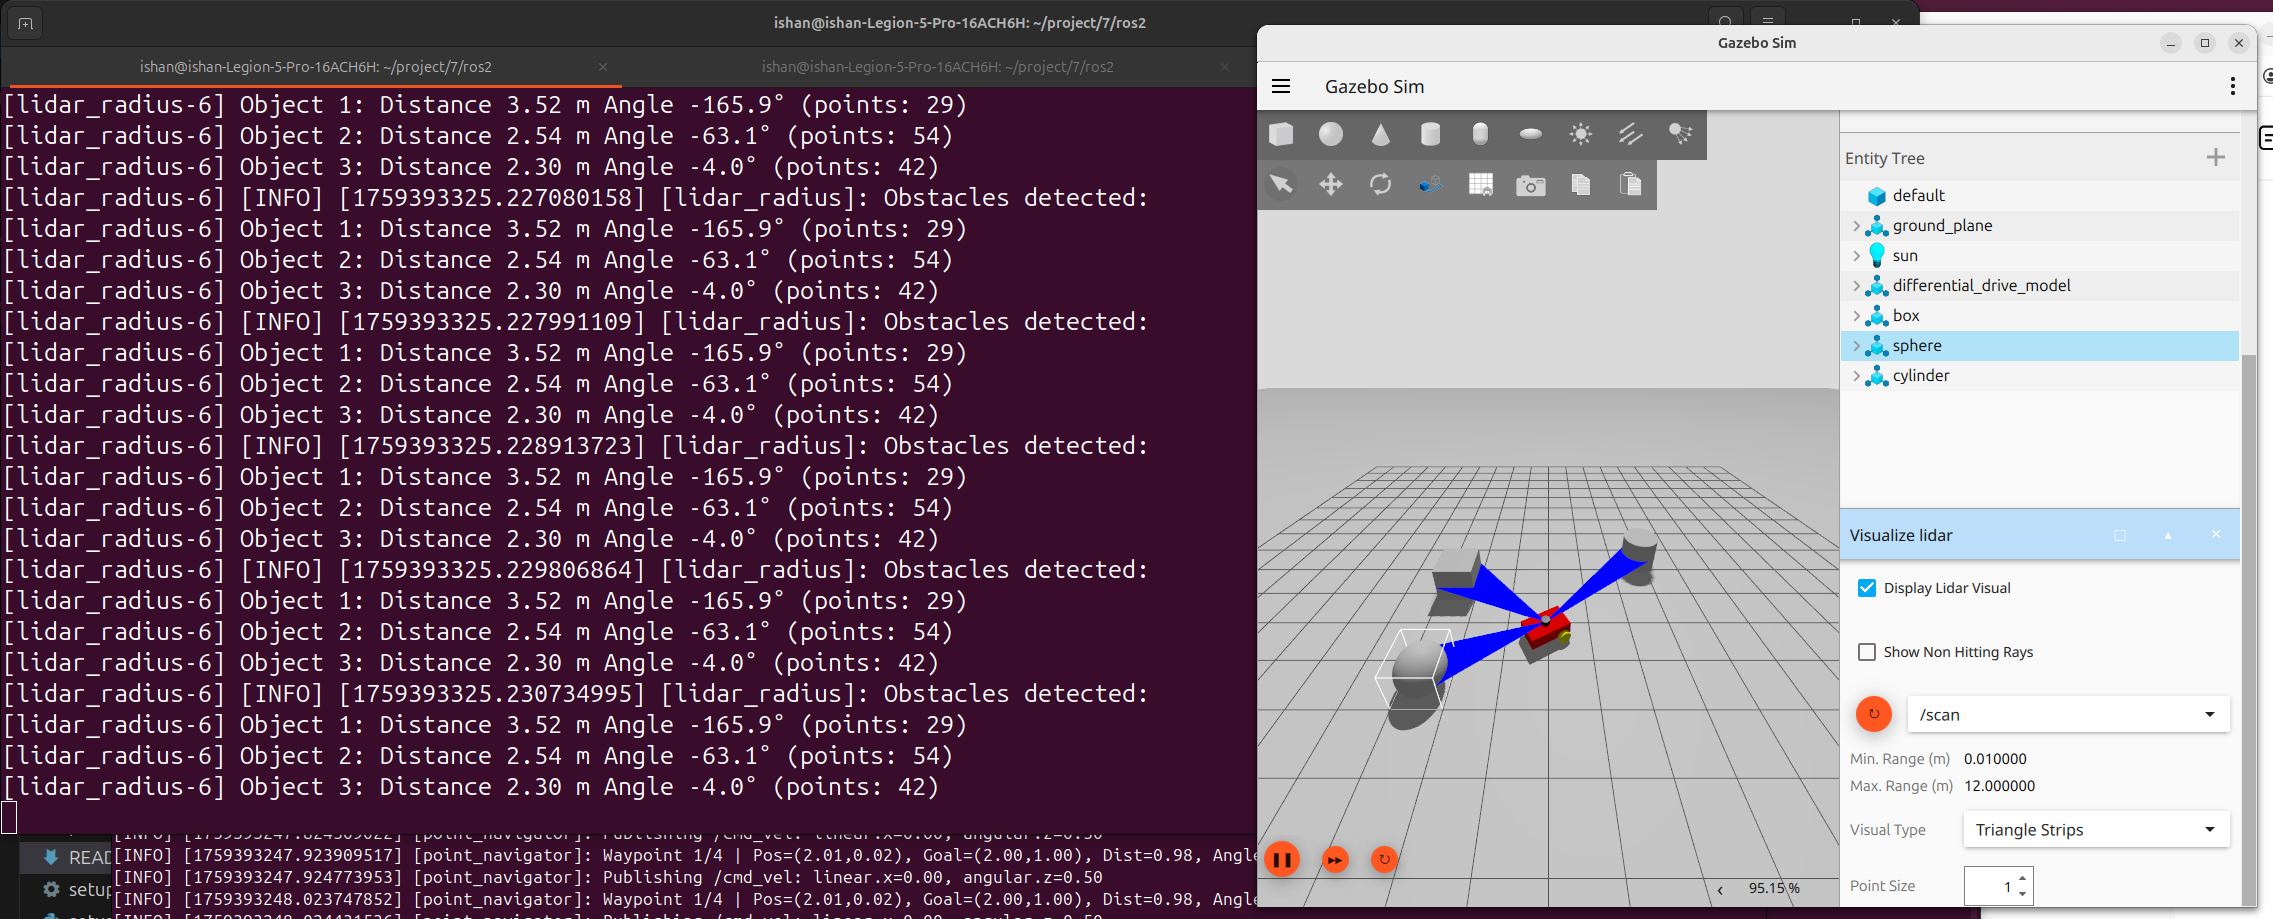 ishan@ishan-Legion-5-Pro-16ACH6H: ~/project/7/ros2
ishan@ishan-Legion-5-Pro-16ACH6H: ~/project/7/ros2
ishan@ishan-Legion-5-Pro-16ACH6H: ~/project/7/ros2
[lidar_radius-6] Object 1: Distance 3.52 m Angle -165.9° (points: 29)
[lidar_radius-6] Object 2: Distance 2.54 m Angle -63.1° (points: 54)
[lidar_radius-6] Object 3: Distance 2.30 m Angle -4.0° (points: 42)
[lidar_radius-6] [INFO] [1759393325.227080158] [lidar_radius]: Obstacles detected:
[lidar_radius-6] Object 1: Distance 3.52 m Angle -165.9° (points: 29)
[lidar_radius-6] Object 2: Distance 2.54 m Angle -63.1° (points: 54)
[lidar_radius-6] Object 3: Distance 2.30 m Angle -4.0° (points: 42)
[lidar_radius-6] [INFO] [1759393325.227991109] [lidar_radius]: Obstacles detected:
[lidar_radius-6] Object 1: Distance 3.52 m Angle -165.9° (points: 29)
[lidar_radius-6] Object 2: Distance 2.54 m Angle -63.1° (points: 54)
[lidar_radius-6] Object 3: Distance 2.30 m Angle -4.0° (points: 42)
[lidar_radius-6] [INFO] [1759393325.228913723] [lidar_radius]: Obstacles detected:
[lidar_radius-6] Object 1: Distance 3.52 m Angle -165.9° (points: 29)
[lidar_radius-6] Object 2: Distance 2.54 m Angle -63.1° (points: 54)
[lidar_radius-6] Object 3: Distance 2.30 m Angle -4.0° (points: 42)
[lidar_radius-6] [INFO] [1759393325.229806864] [lidar_radius]: Obstacles detected:
[lidar_radius-6] Object 1: Distance 3.52 m Angle -165.9° (points: 29)
[lidar_radius-6] Object 2: Distance 2.54 m Angle -63.1° (points: 54)
[lidar_radius-6] Object 3: Distance 2.30 m Angle -4.0° (points: 42)
[lidar_radius-6] [INFO] [1759393325.230734995] [lidar_radius]: Obstacles detected:
[lidar_radius-6] Object 1: Distance 3.52 m Angle -165.9° (points: 29)
[lidar_radius-6] Object 2: Distance 2.54 m Angle -63.1° (points: 54)
[lidar_radius-6] Object 3: Distance 2.30 m Angle -4.0° (points: 42)
READ
setup
[INFO] [1759393247.923909517] [point_navigator]: Waypoint 1/4 | Pos=(2.01,0.02), Goal=(2.00,1.00), Dist=0.98, Angle
[INFO] [1759393247.924773953] [point_navigator]: Publishing /cmd_vel: linear.x=0.00, angular.z=0.50
[INFO] [1759393248.023747852] [point_navigator]: Waypoint 1/4 | Pos=(2.01,0.02), Goal=(2.00,1.00), Dist=0.98, Angle
Gazebo Sim
Gazebo Sim
Entity Tree
default
ground_plane
sun
differential_drive_model
box
sphere
cylinder
Visualize lidar
Display Lidar Visual
Show Non Hitting Rays
/scan
Min. Range (m) 0.010000
Max. Range (m) 12.000000
Visual Type Triangle Strips
Point Size 1
95.15 %